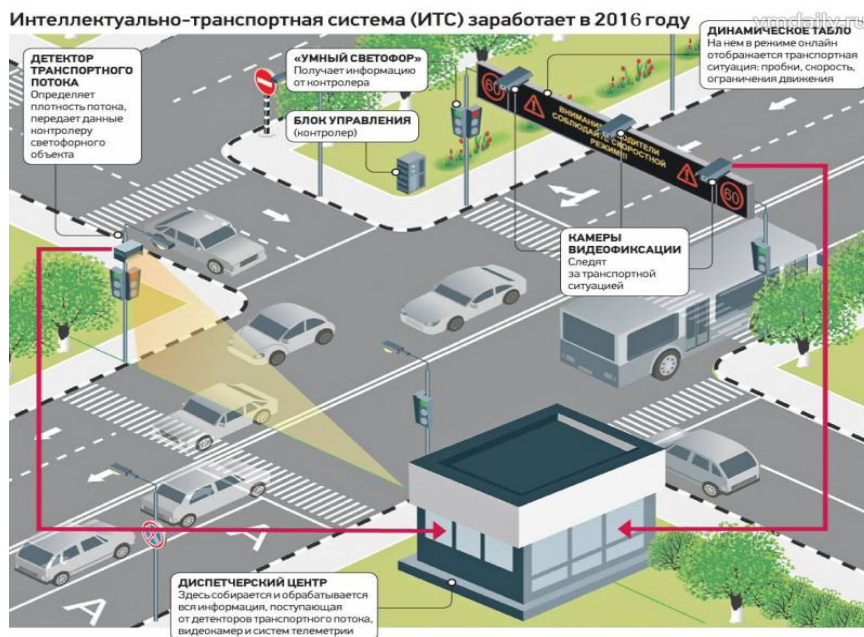 Интеллектуально-транспортная система (ИТС) заработает в 2016 году
vmdaily.ru
ДЕТЕКТОР
ТРАНСПОРТНОГО
ПОТОКА
Определяет
плотность потока,
передает данные
контролеру
светофорного
объекта
«УМНЫЙ СВЕТОФОР»
Получает информацию
от контролера
БЛОК УПРАВЛЕНИЯ
(контролер)
ДИНАМИЧЕСКОЕ ТАБЛО
На нем в режиме онлайн
отображается транспортная
ситуация: пробки, скорость,
ограничения движения
60
ВНИМАНИЕ ВОДИТЕЛИ
СОБЛЮДАЙТЕ СКОРОСТНОЙ
РЕЖИМ!!!
60
КАМЕРЫ
ВИДЕОФИКСАЦИИ
Следят
за транспортной
ситуацией
А
А
А
ДИСПЕТЧЕРСКИЙ ЦЕНТР
Здесь собирается и обрабатывается
вся информация, поступающая
от детекторов транспортного потока,
видеокамер и систем телеметрии